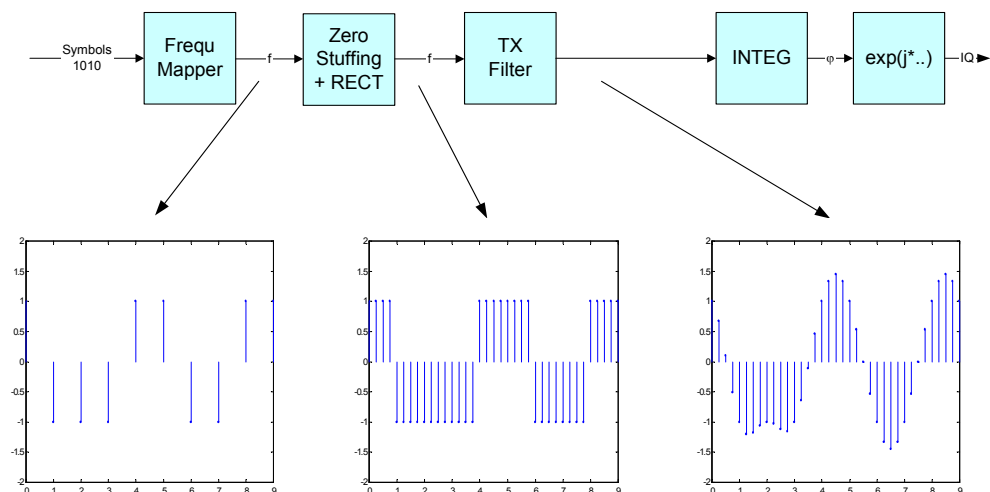 Symbols
1010
Frequ
Mapper
f
Zero
Stuffing
+ RECT
f
TX
Filter
INTEG
φ
exp(j*..)
IQ
2
1.5
1
0.5
0
-0.5
-1
-1.5
-2
0 1 2 3 4 5 6 7 8 9
2
1.5
1
0.5
0
-0.5
-1
-1.5
-2
0 1 2 3 4 5 6 7 8 9
2
1.5
1
0.5
0
-0.5
-1
-1.5
-2
0 1 2 3 4 5 6 7 8 9